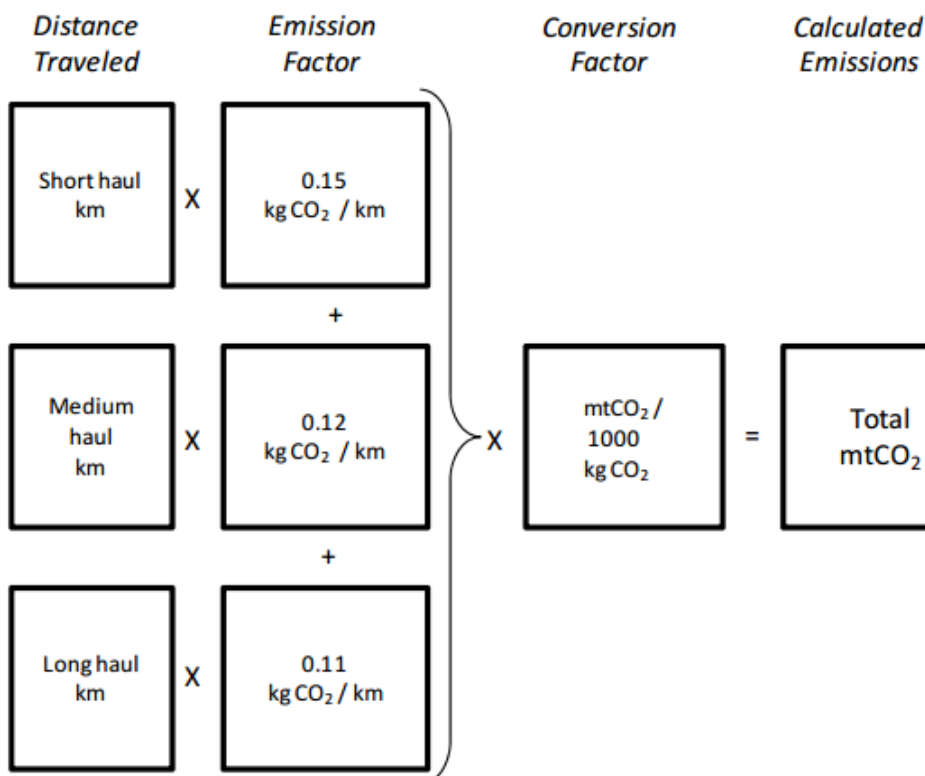 Distance Traveled
Emission Factor
Conversion Factor
Calculated Emissions
Short haul
km
X
0.15
kg CO₂ / km
+
Medium
haul
km
X
0.12
kg CO₂ / km
X
mtCO₂ /
1000
kg CO₂
=
Total
mtCO₂
+
Long haul
km
X
0.11
kg CO₂ / km